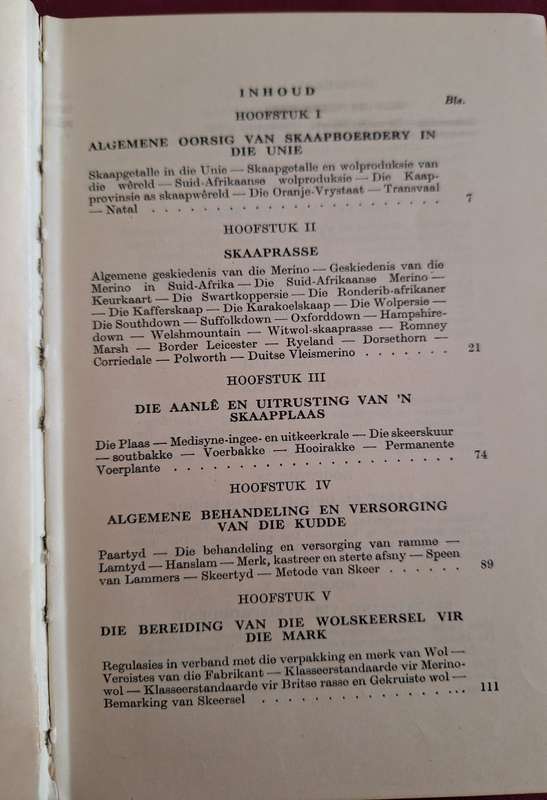 INHOUD
Bls.
HOOFSTUK I
ALGEMENE OORSIG VAN SKAAPBOERDERY IN
DIE UNIE
Skaapgetalle in die Unie — Skaapgetalle en wolproduksie van
die wêreld — Suid-Afrikaanse wolproduksie — Die Kaap-
provinsie as skaapwêreld — Die Oranje-Vrystaat — Transvaal
— Natal . . . . . . . . . . . . . . . . . . . 7
HOOFSTUK II
SKAAPRASSE
Algemene geskiedenis van die Merino — Geskiedenis van die
Merino in Suid-Afrika — Die Suid-Afrikaanse Merino —
Keurkaart — Die Swartkoppersie — Die Ronderib-afrikaner
— Die Kafferskaap — Die Karakoelskaap — Die Wolpersie —
Die Southdown — Suffolkdown — Oxforddown — Hampshire-
down — Welshmountain — Witwol-skaaprasse — Romney
Marsh — Border Leicester — Ryeland — Dorsethorn —
Corriedale — Polworth — Duitse Vleismerino . . . . . . . 21
HOOFSTUK III
DIE AANLÊ EN UITRUSTING VAN 'N
SKAAPPLAAS
Die Plaas — Medisyne-ingee- en uitkeerkrale — Die skeerskuur
— soutbakke — Voerbakke — Hooirakke — Permanente
Voerplante . . . . . . . . . . . . . . . . . . . . 74
HOOFSTUK IV
ALGEMENE BEHANDELING EN VERSORGING
VAN DIE KUDDE
Paartyd — Die behandeling en versorging van ramme —
Lamtyd — Hanslam — Merk, kastreer en sterte afsny — Speen
van Lammers — Skeertyd — Metode van Skeer . . . . . . 89
HOOFSTUK V
DIE BEREIDING VAN DIE WOLSKEERSEL VIR
DIE MARK
Regulasies in verband met die verpakking en merk van Wol —
Vereistes van die Fabrikant — Klasseerstandaarde vir Merino-
wol — Klasseerstandaarde vir Britse rasse en Gekruiste wol —
Bemarking van Skeersel . . . . . . . . . . . . . . . . 111